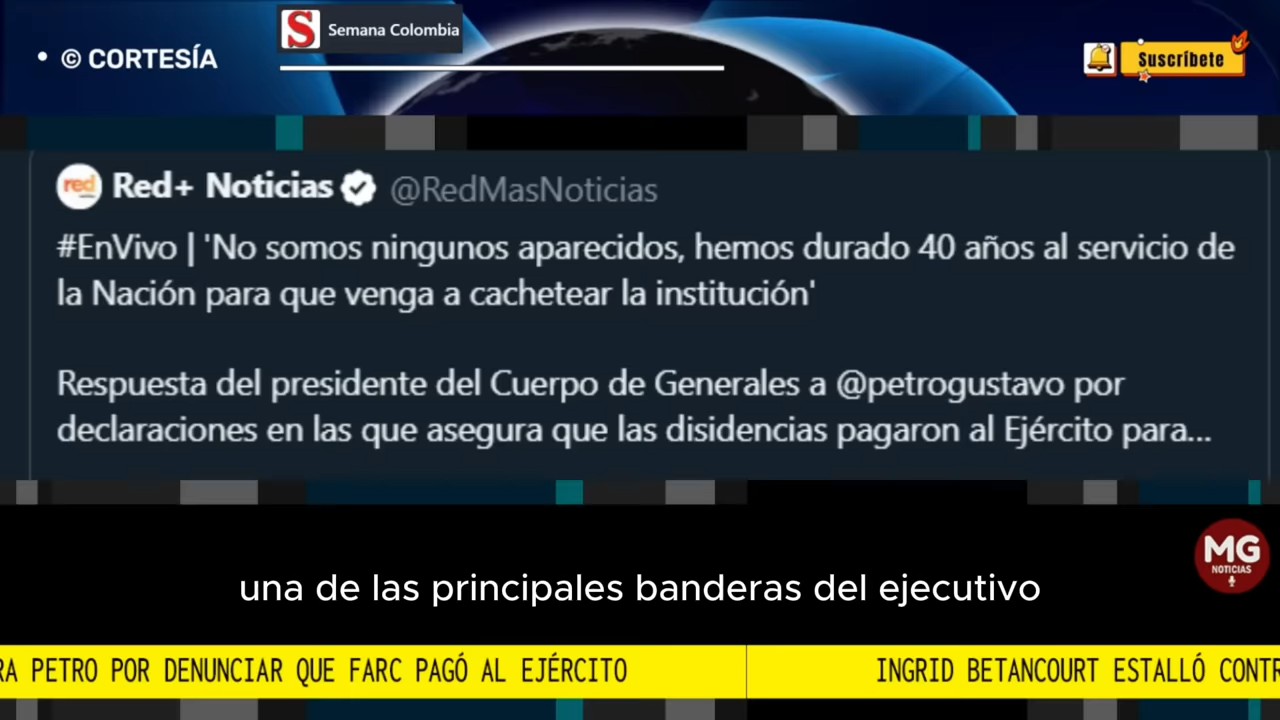 • © CORTESÍA
S Semana Colombia
Suscríbete
red Red+ Noticias @RedMasNoticias
#EnVivo | 'No somos ningunos aparecidos, hemos durado 40 años al servicio de
la Nación para que venga a cachetear la institución'
Respuesta del presidente del Cuerpo de Generales a @petrogustavo por
declaraciones en las que asegura que las disidencias pagaron al Ejército para...
MG
NOTICIAS
una de las principales banderas del ejecutivo
RA PETRO POR DENUNCIAR QUE FARC PAGÓ AL EJÉRCITO
INGRID BETANCOURT ESTALLÓ CONTR